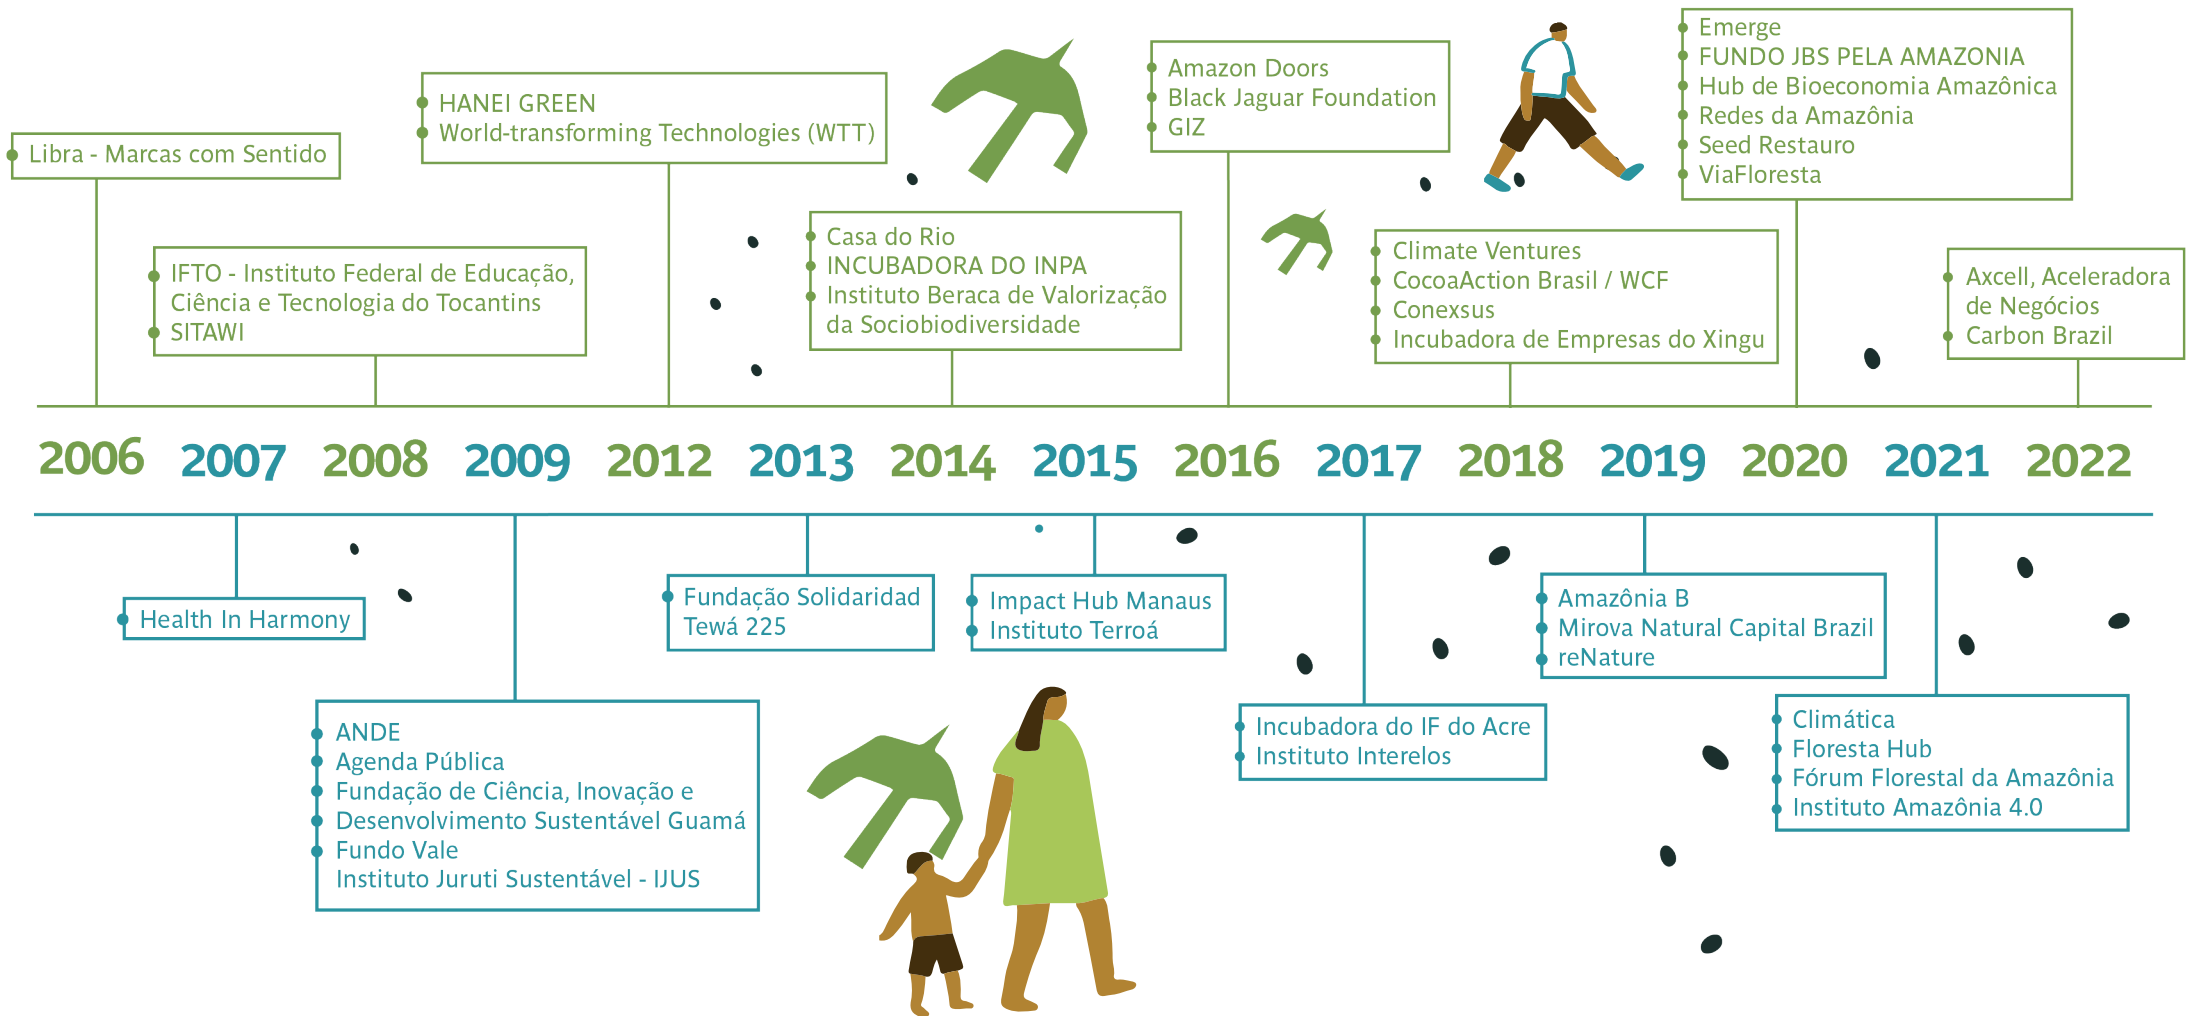 Libra - Marcas com Sentido
IFTO - Instituto Federal de Educação,
Ciência e Tecnologia do Tocantins
SITAWI
HANEI GREEN
World-transforming Technologies (WTT)
Casa do Rio
INCUBADORA DO INPA
Instituto Beraca de Valorização
da Sociobiodiversidade
Amazon Doors
Black Jaguar Foundation
GIZ
Climate Ventures
CocoaAction Brasil / WCF
Conexsus
Incubadora de Empresas do Xingu
Emerge
FUNDO JBS PELA AMAZONIA
Hub de Bioeconomia Amazônica
Redes da Amazônia
Seed Restauro
ViaFloresta
Axcell, Aceleradora
de Negócios
Carbon Brazil
2006 2007 2008 2009 2012 2013 2014 2015 2016 2017 2018 2019 2020 2021 2022
Health In Harmony
ANDE
Agenda Pública
Fundação de Ciência, Inovação e
Desenvolvimento Sustentável Guamá
Fundo Vale
Instituto Juruti Sustentável - IJUS
Fundação Solidaridad
Tewá 225
Impact Hub Manaus
Instituto Terroá
Incubadora do IF do Acre
Instituto Interelos
Amazônia B
Mirova Natural Capital Brazil
reNature
Climática
Floresta Hub
Fórum Florestal da Amazônia
Instituto Amazônia 4.0